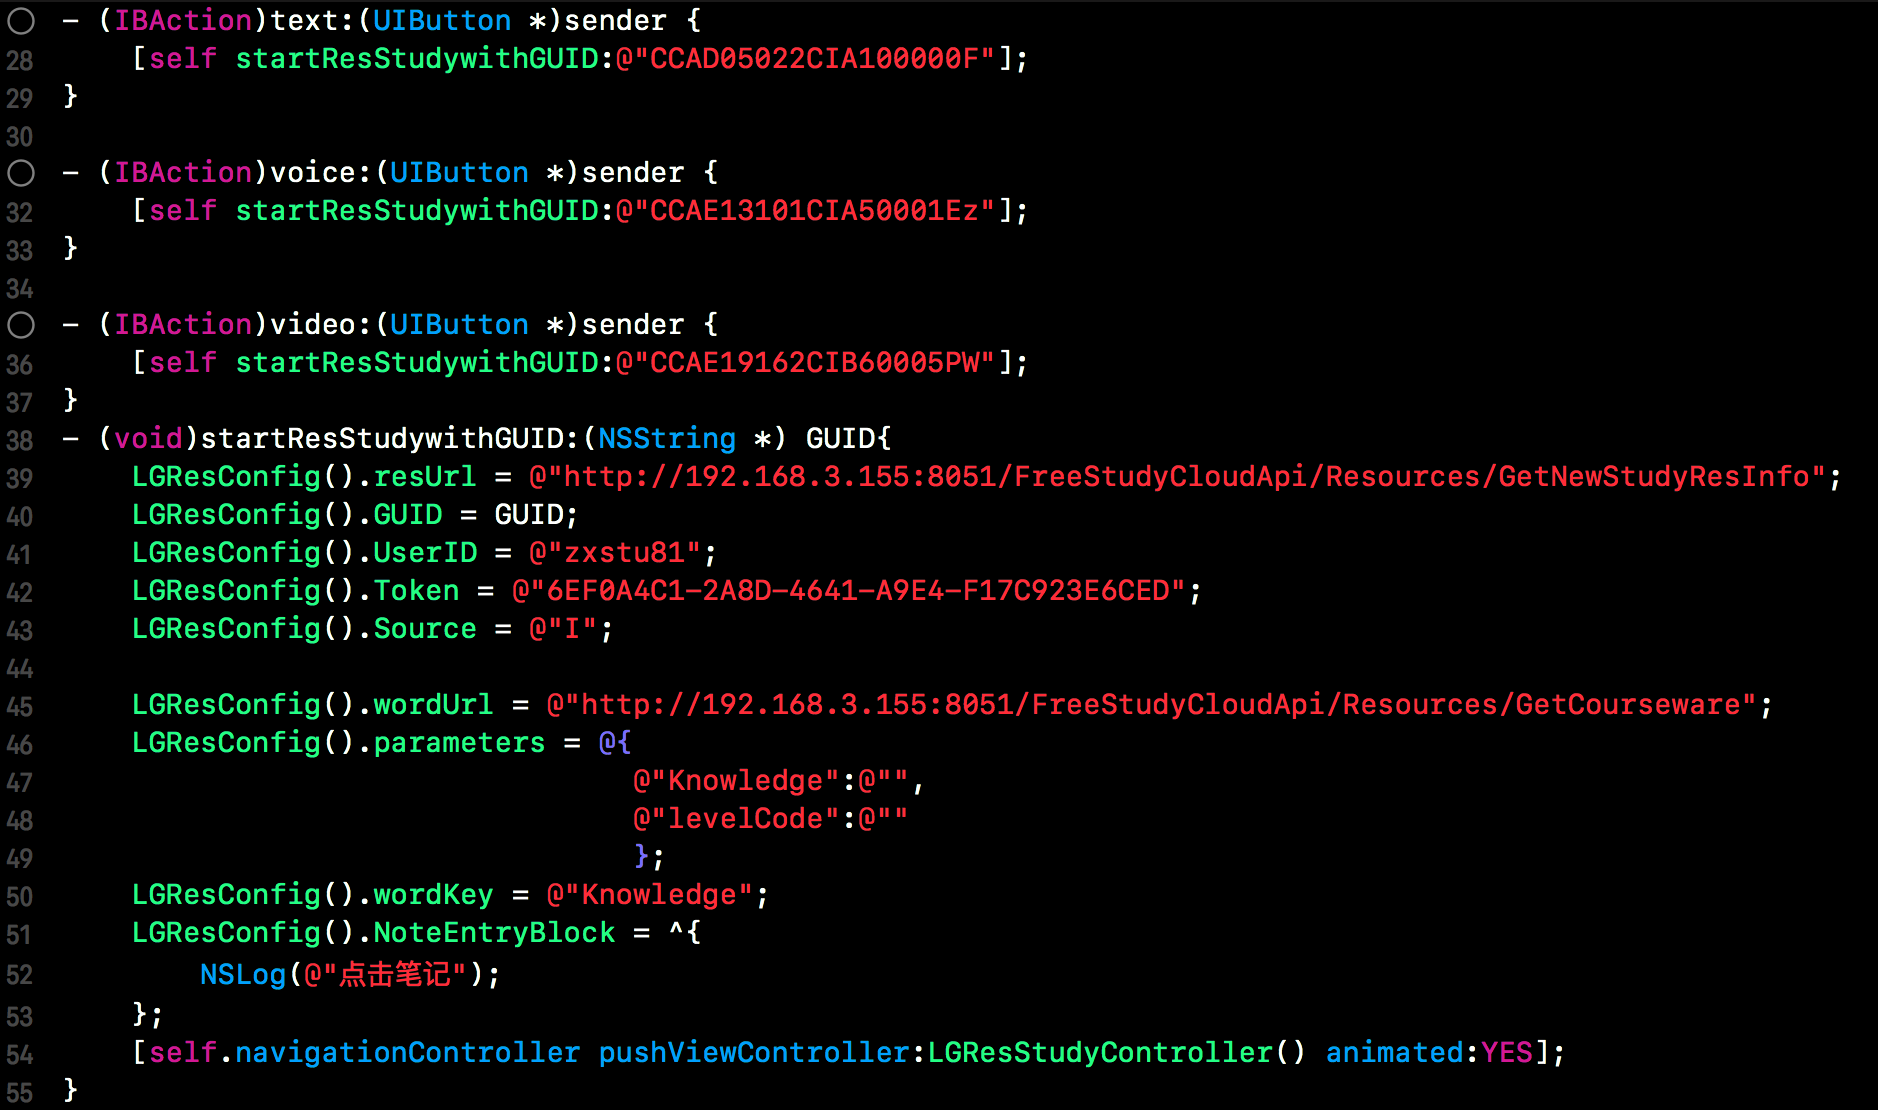 - (IBAction)text:(UIButton *)sender {
28 [self startResStudywithGUID:@"CCAD05022CIA100000F"];
29 }
30
- (IBAction)voice:(UIButton *)sender {
32 [self startResStudywithGUID:@"CCAE13101CIA50001Ez"];
33 }
34
- (IBAction)video:(UIButton *)sender {
36 [self startResStudywithGUID:@"CCAE19162CIB60005PW"];
37 }
38 - (void)startResStudywithGUID:(NSString *) GUID{
39 LGResConfig().resUrl = @"http://192.168.3.155:8051/FreeStudyCloudApi/Resources/GetNewStudyResInfo";
40 LGResConfig().GUID = GUID;
41 LGResConfig().UserID = @"zxstu81";
42 LGResConfig().Token = @"6EF0A4C1-2A8D-4641-A9E4-F17C923E6CED";
43 LGResConfig().Source = @"I";
44
45 LGResConfig().wordUrl = @"http://192.168.3.155:8051/FreeStudyCloudApi/Resources/GetCourseware";
46 LGResConfig().parameters = @{
47 @"Knowledge":@"",
48 @"levelCode":@""
49 };
50 LGResConfig().wordKey = @"Knowledge";
51 LGResConfig().NoteEntryBlock = ^{
52 NSLog(@"点击笔记");
53 };
54 [self.navigationController pushViewController:LGResStudyController() animated:YES];
55 }